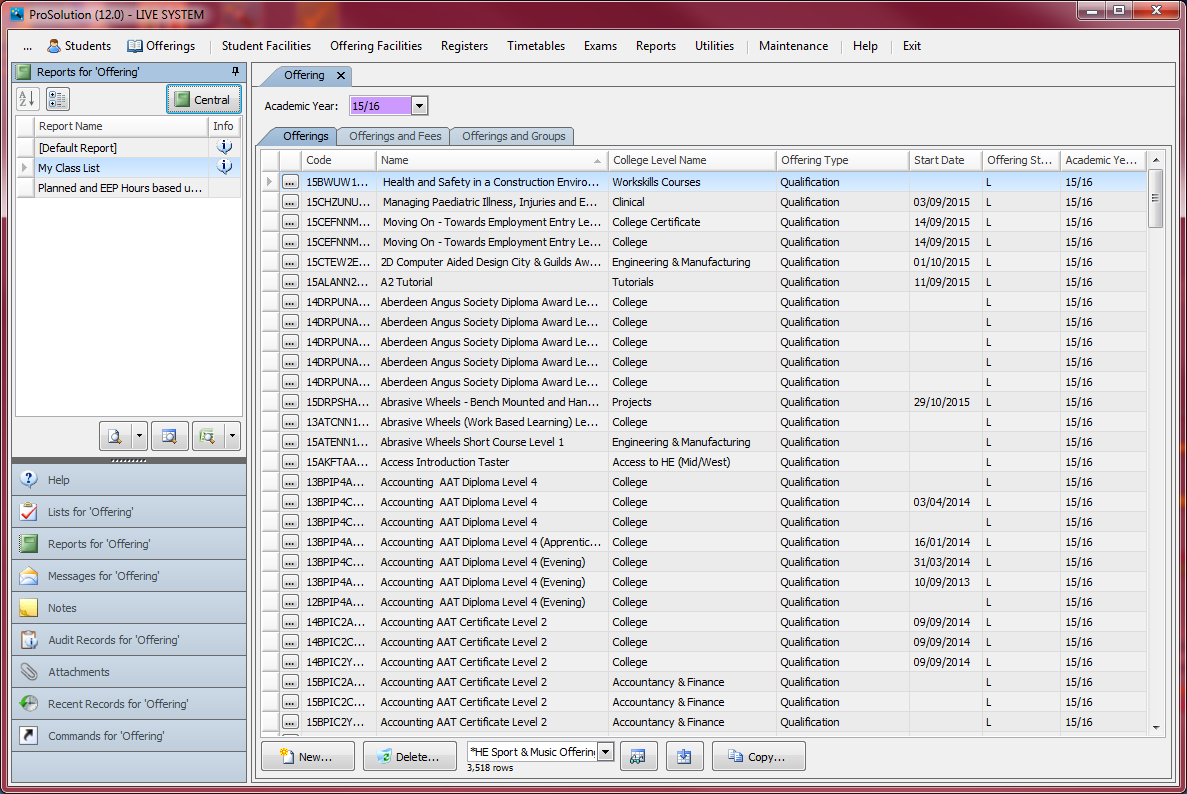 ProSolution (12.0) - LIVE SYSTEM
... Students Offerings Student Facilities Offering Facilities Registers Timetables Exams Reports Utilities Maintenance Help Exit
Reports for 'Offering'
Central
Report Name Info
[Default Report]
My Class List
Planned and EEP Hours based u...
Help
Lists for 'Offering'
Reports for 'Offering'
Messages for 'Offering'
Notes
Audit Records for 'Offering'
Attachments
Recent Records for 'Offering'
Commands for 'Offering'
Offering
Academic Year: 15/16
Offerings Offerings and Fees Offerings and Groups
Code Name College Level Name Offering Type Start Date Offering St... Academic Ye...
... 15BWUW1... Health and Safety in a Construction Enviro... Workskills Courses Qualification L 15/16
... 15CHZUNU... Managing Paediatric Illness, Injuries and E... Clinical Qualification 03/09/2015 L 15/16
... 15CEFNNM... Moving On - Towards Employment Entry Le... College Certificate Qualification 14/09/2015 L 15/16
... 15CEFNNM... Moving On - Towards Employment Entry Le... College Qualification 14/09/2015 L 15/16
... 15CTEW2E... 2D Computer Aided Design City & Guilds Aw... Engineering & Manufacturing Qualification 01/10/2015 L 15/16
... 15ALANN2... A2 Tutorial Tutorials Qualification 11/09/2015 L 15/16
... 14DRPUNA... Aberdeen Angus Society Diploma Award Le... College Qualification L 15/16
... 14DRPUNA... Aberdeen Angus Society Diploma Award Le... College Qualification L 15/16
... 14DRPUNA... Aberdeen Angus Society Diploma Award Le... College Qualification L 15/16
... 14DRPUNA... Aberdeen Angus Society Diploma Award Le... College Qualification L 15/16
... 14DRPUNA... Aberdeen Angus Society Diploma Award Le... College Qualification L 15/16
... 15DRPSHA... Abrasive Wheels - Bench Mounted and Han... Projects Qualification 29/10/2015 L 15/16
... 13ATCNN1... Abrasive Wheels (Work Based Learning) Le... College Qualification L 15/16
... 15ATENN1... Abrasive Wheels Short Course Level 1 Engineering & Manufacturing Qualification L 15/16
... 15AKFTAA... Access Introduction Taster Access to HE (Mid/West) Qualification L 15/16
... 13BPIP4A... Accounting  AAT Diploma Level 4 College Qualification L 15/16
... 13BPIP4C... Accounting  AAT Diploma Level 4 College Qualification 03/04/2014 L 15/16
... 13BPIP4C... Accounting  AAT Diploma Level 4 College Qualification L 15/16
... 13BPIP4A... Accounting  AAT Diploma Level 4 (Apprentic... College Qualification 16/01/2014 L 15/16
... 13BPIP4C... Accounting  AAT Diploma Level 4 (Evening) College Qualification 31/03/2014 L 15/16
... 13BPIP4A... Accounting  AAT Diploma Level 4 (Evening) College Qualification 10/09/2013 L 15/16
... 12BPIP4A... Accounting  AAT Diploma Level 4 (Evening) College Qualification L 15/16
... 14BPIC2A... Accounting AAT Certificate Level 2 College Qualification 09/09/2014 L 15/16
... 14BPIC2C... Accounting AAT Certificate Level 2 College Qualification 09/09/2014 L 15/16
... 14BPIC2Y... Accounting AAT Certificate Level 2 College Qualification 09/09/2014 L 15/16
... 15BPIC2A... Accounting AAT Certificate Level 2 Accountancy & Finance Qualification L 15/16
... 15BPIC2C... Accounting AAT Certificate Level 2 Accountancy & Finance Qualification L 15/16
... 15BPIC2Y... Accounting AAT Certificate Level 2 Accountancy & Finance Qualification L 15/16
New... Delete... *HE Sport & Music Offering Copy...
3,518 rows